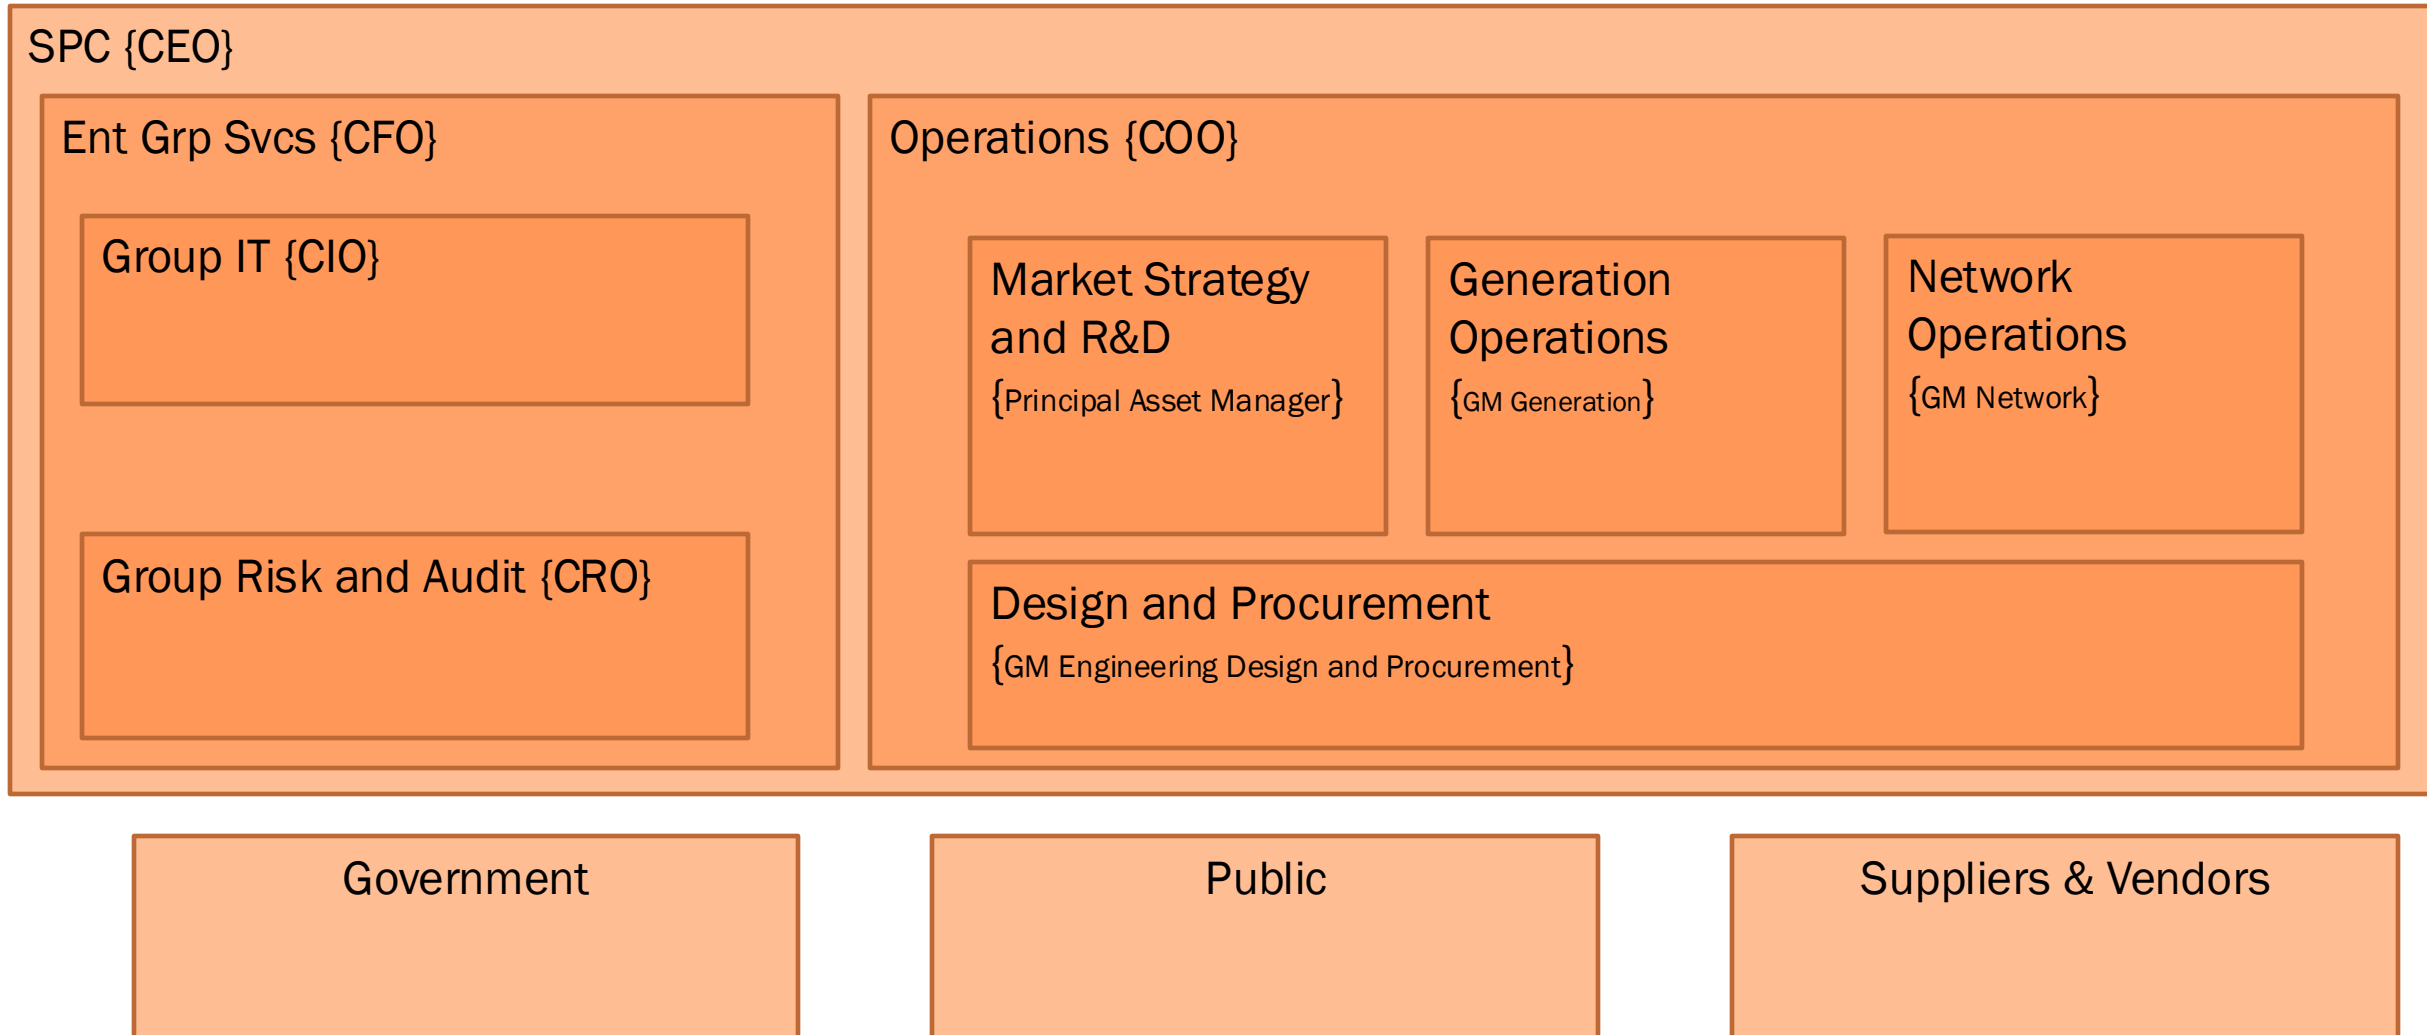 SPC {CEO}
Ent Grp Svcs {CFO}
Group IT {CIO}
Group Risk and Audit {CRO}
Operations {COO}
Market Strategy
and R&D
{Principal Asset Manager}
Generation
Operations
{GM Generation}
Network
Operations
{GM Network}
Design and Procurement
{GM Engineering Design and Procurement}
Government
Public
Suppliers & Vendors